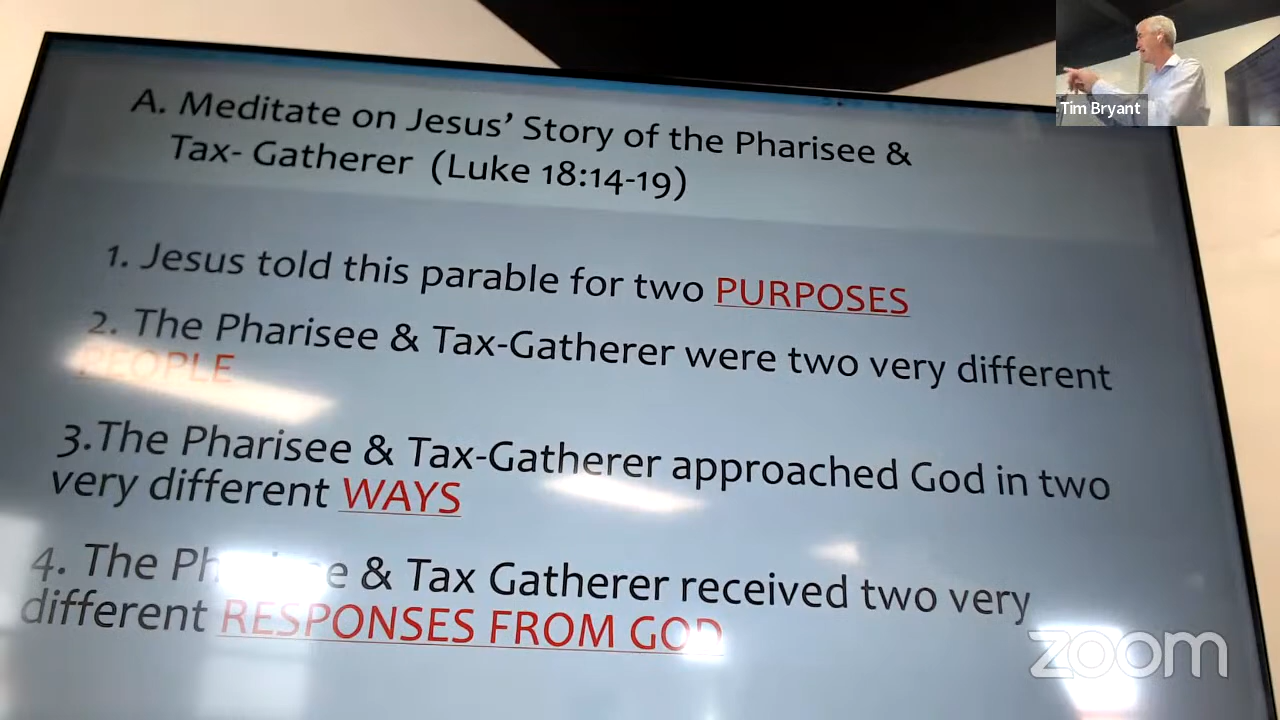 Tim Bryant
A. Meditate on Jesus' Story of the Pharisee &
Tax- Gatherer (Luke 18:14-19)
1. Jesus told this parable for two PURPOSES
2. The Pharisee & Tax-Gatherer were two very different
PEOPLE
3.The Pharisee & Tax-Gatherer approached God in two
very different WAYS
4. The & Tax Gatherer received two very
different RESPONSES FROM GOD
zoom